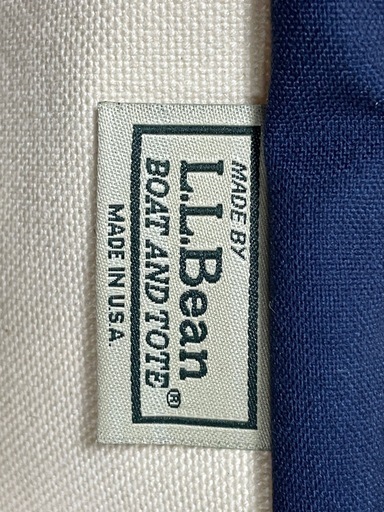 MADE BY
L.L.Bean
BOAT AND TOTE®
MADE IN U.S.A.